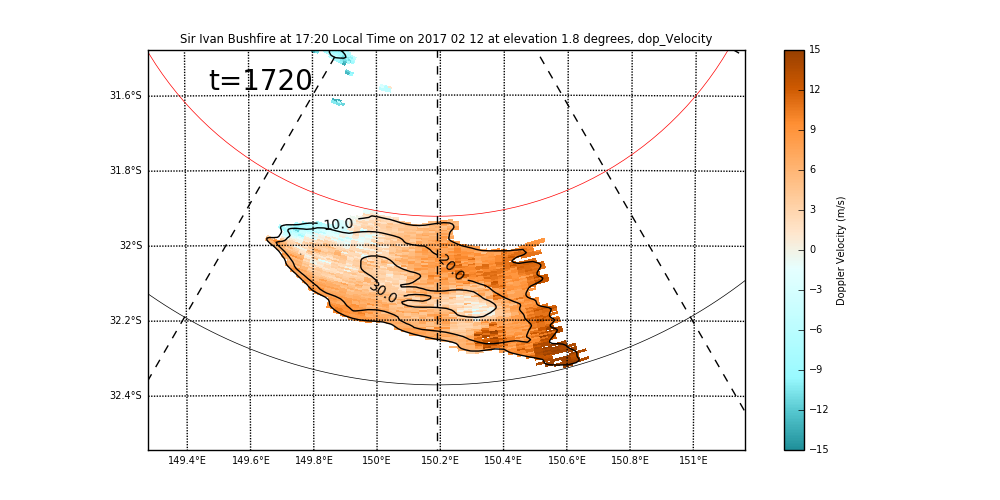 Sir Ivan Bushfire at 17:20 Local Time on 2017 02 12 at elevation 1.8 degrees, dop_Velocity
t=1720
31.6°S
31.8°S
32°S
32.2°S
32.4°S
10.0
20.0
30.0
149.4°E 149.6°E 149.8°E 150°E 150.2°E 150.4°E 150.6°E 150.8°E 151°E
15
12
9
6
3
0
−3
−6
−9
−12
−15
Doppler Velocity (m/s)